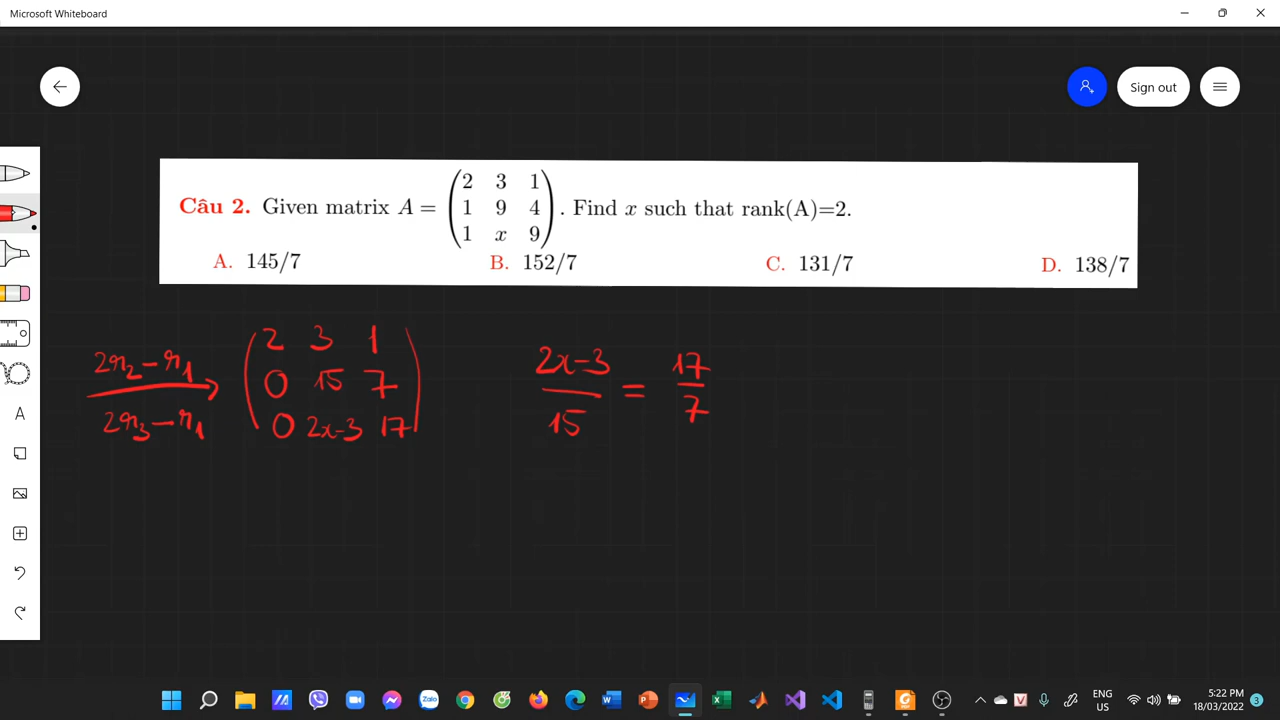 Microsoft Whiteboard
Sign out
Câu 2. Given matrix A = (2 3 1
1 9 4
1 x 9). Find x such that rank(A)=2.
A. 145/7 B. 152/7 C. 131/7 D. 138/7
2r₂ − r₁
2r₃ − r₁
2 3 1
0 15 7
0 2x−3 17
2x−3 / 15 = 17 / 7
A
Zalo
V
ENG
US
5:22 PM
18/03/2022
3